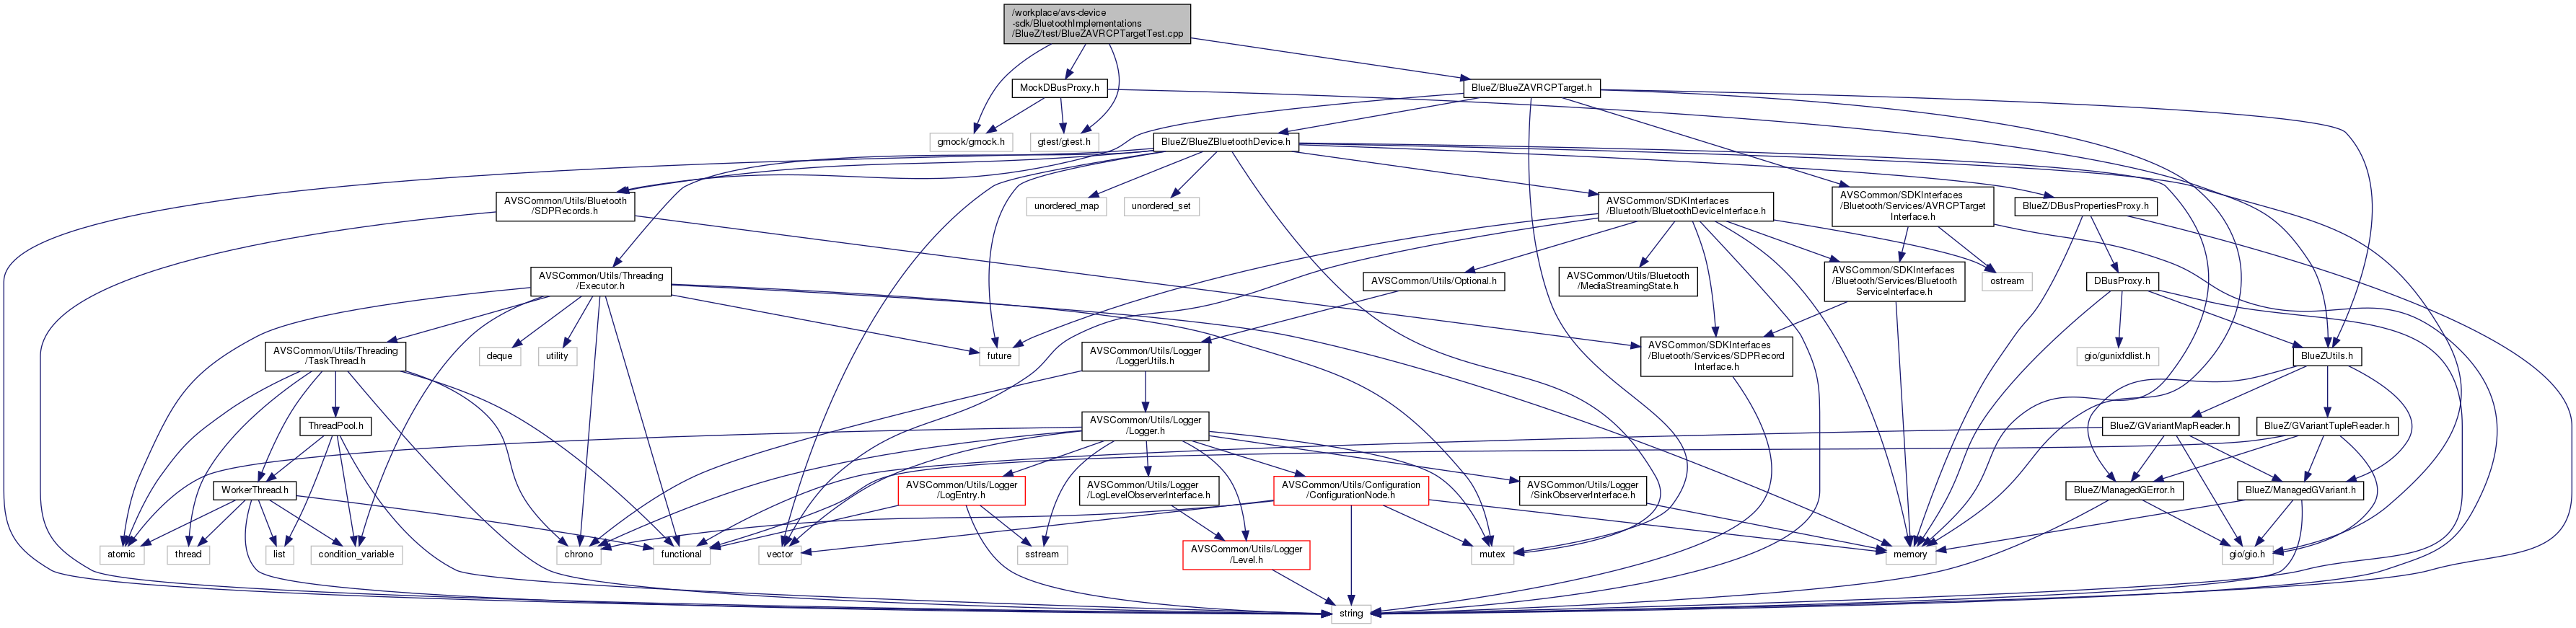 /workplace/avs-device
-sdk/BluetoothImplementations
/BlueZ/test/BlueZAVRCPTargetTest.cpp
MockDBusProxy.h
BlueZ/BlueZAVRCPTarget.h
gmock/gmock.h
gtest/gtest.h
BlueZ/BlueZBluetoothDevice.h
AVSCommon/Utils/Bluetooth
/SDPRecords.h
unordered_map
unordered_set
AVSCommon/SDKInterfaces
/Bluetooth/BluetoothDeviceInterface.h
AVSCommon/SDKInterfaces
/Bluetooth/Services/AVRCPTarget
Interface.h
BlueZ/DBusPropertiesProxy.h
AVSCommon/Utils/Threading
/Executor.h
AVSCommon/Utils/Optional.h
AVSCommon/Utils/Bluetooth
/MediaStreamingState.h
AVSCommon/SDKInterfaces
/Bluetooth/Services/Bluetooth
ServiceInterface.h
ostream
DBusProxy.h
AVSCommon/Utils/Threading
/TaskThread.h
deque
utility
future
AVSCommon/Utils/Logger
/LoggerUtils.h
AVSCommon/SDKInterfaces
/Bluetooth/Services/SDPRecord
Interface.h
gio/gunixfdlist.h
BlueZUtils.h
ThreadPool.h
AVSCommon/Utils/Logger
/Logger.h
BlueZ/GVariantMapReader.h
BlueZ/GVariantTupleReader.h
WorkerThread.h
AVSCommon/Utils/Logger
/LogEntry.h
AVSCommon/Utils/Logger
/LogLevelObserverInterface.h
AVSCommon/Utils/Configuration
/ConfigurationNode.h
AVSCommon/Utils/Logger
/SinkObserverInterface.h
BlueZ/ManagedGError.h
BlueZ/ManagedGVariant.h
atomic
thread
list
condition_variable
chrono
functional
vector
sstream
AVSCommon/Utils/Logger
/Level.h
mutex
memory
gio/gio.h
string